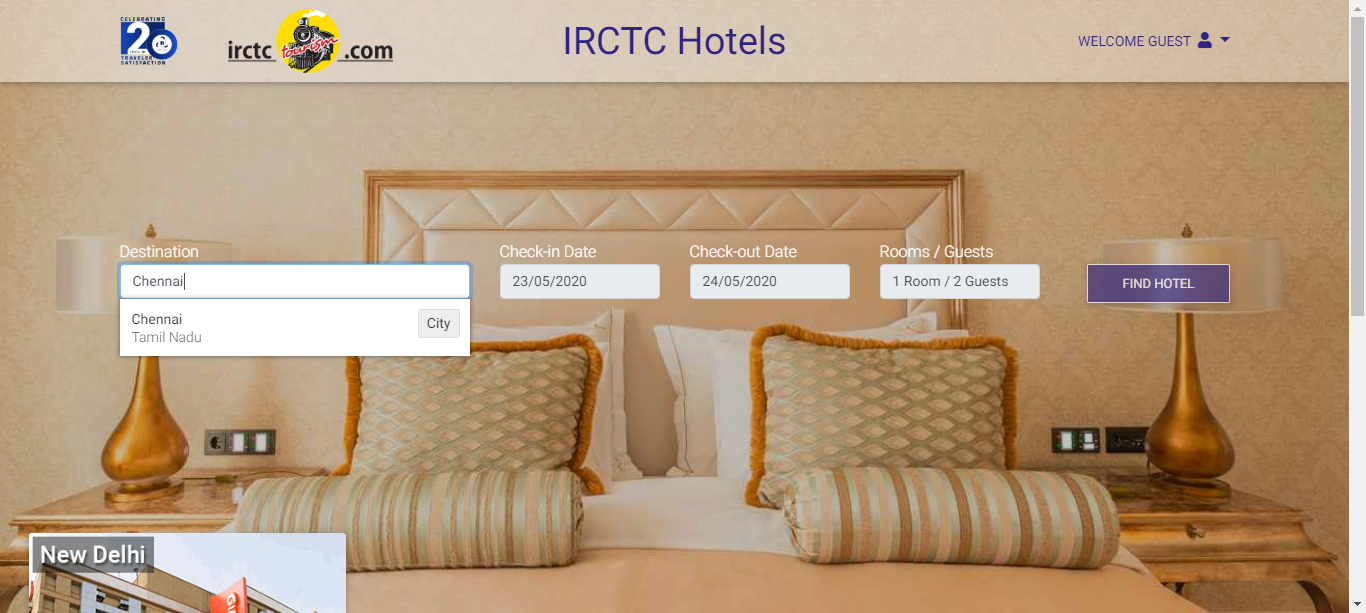 CELEBRATING
20
TRAVELER
SATISFACTION
irctc tourism .com
IRCTC Hotels
WELCOME GUEST
Destination
Check-in Date
Check-out Date
Rooms / Guests
Chennai
23/05/2020
24/05/2020
1 Room / 2 Guests
FIND HOTEL
Chennai
City
Tamil Nadu
New Delhi